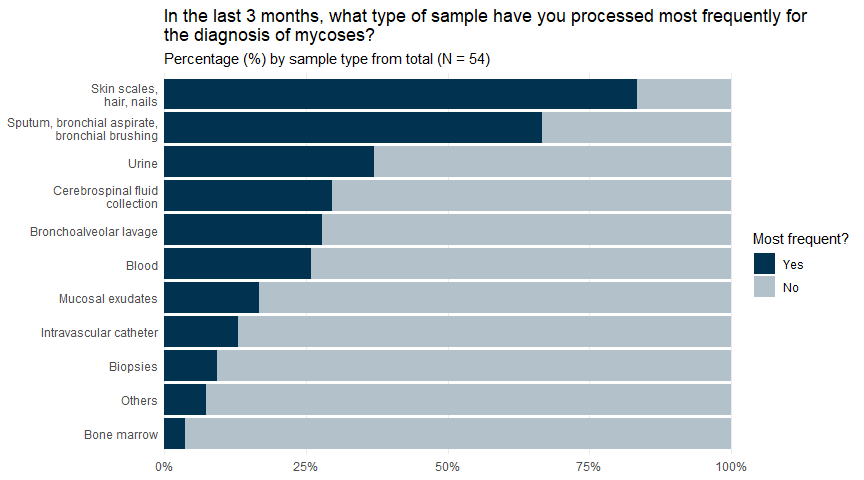 In the last 3 months, what type of sample have you processed most frequently for
the diagnosis of mycoses?
Percentage (%) by sample type from total (N = 54)
Skin scales,
hair, nails
Sputum, bronchial aspirate,
bronchial brushing
Urine
Cerebrospinal fluid
collection
Bronchoalveolar lavage
Blood
Mucosal exudates
Intravascular catheter
Biopsies
Others
Bone marrow
0%
25%
50%
75%
100%
Most frequent?
Yes
No